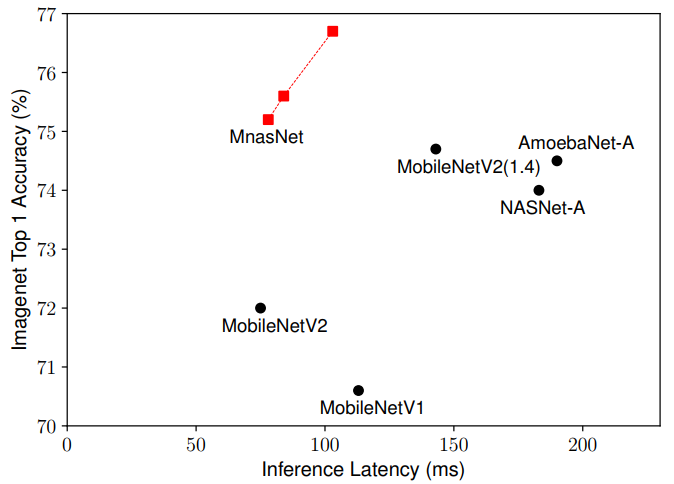 77
76
75
74
73
72
71
70
Imagenet Top 1 Accuracy (%)
MnasNet
AmoebaNet-A
MobileNetV2(1.4)
NASNet-A
MobileNetV2
MobileNetV1
0
50
100
150
200
Inference Latency (ms)